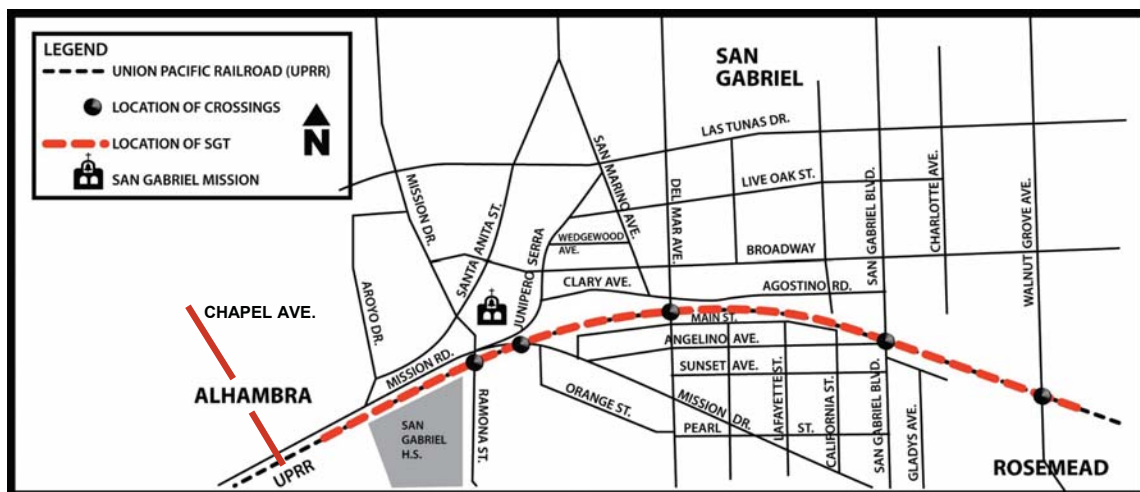 LEGEND
UNION PACIFIC RAILROAD (UPRR)
LOCATION OF CROSSINGS
LOCATION OF SGT
SAN GABRIEL MISSION
N
SAN
GABRIEL
LAS TUNAS DR.
MISSION DR.
SANTA ANITA ST.
SAN MARINO AVE.
DEL MAR AVE.
LIVE OAK ST.
SAN GABRIEL BLVD.
CHARLOTTE AVE.
WALNUT GROVE AVE.
WEDGEWOOD
AVE.
BROADWAY
JUNIPERO SERRA
CLARY AVE.
AGOSTINO RD.
AROYO DR.
CHAPEL AVE.
MAIN ST.
ANGELINO AVE.
MISSION RD.
SUNSET AVE.
ALHAMBRA
ORANGE ST.
MISSION DR.
RAMONA ST.
LAFAYETTE ST.
CALIFORNIA ST.
SAN GABRIEL BLVD.
GLADYS AVE.
SAN
GABRIEL
H.S.
PEARL ST.
UPRR
ROSEMEAD